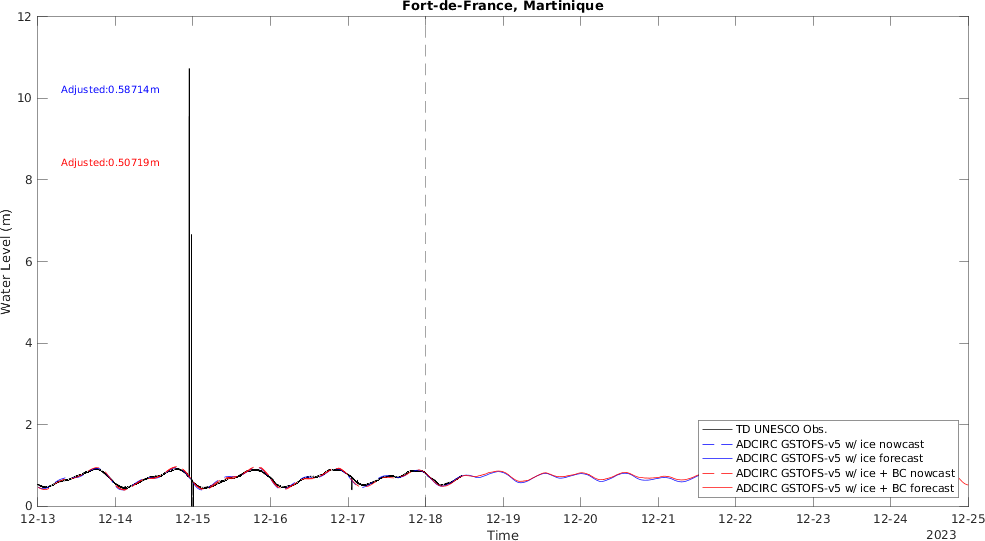 Fort-de-France, Martinique
12
10
8
6
4
2
0
Water Level (m)
Adjusted:0.58714m
Adjusted:0.50719m
TD UNESCO Obs.
ADCIRC GSTOFS-v5 w/ ice nowcast
ADCIRC GSTOFS-v5 w/ ice forecast
ADCIRC GSTOFS-v5 w/ ice + BC nowcast
ADCIRC GSTOFS-v5 w/ ice + BC forecast
12-13 12-14 12-15 12-16 12-17 12-18 12-19 12-20 12-21 12-22 12-23 12-24 12-25
Time
2023